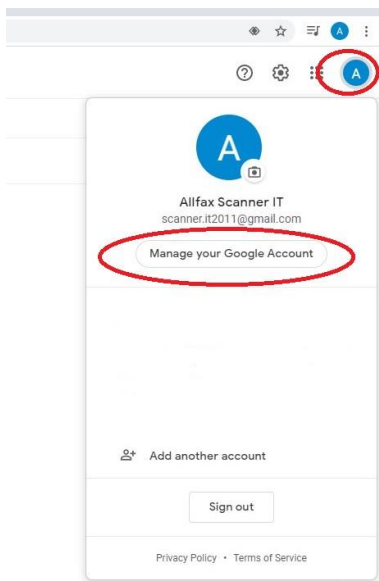 A
A
A
Allfax Scanner IT
scanner.it2011@gmail.com
Manage your Google Account
Add another account
Sign out
Privacy Policy • Terms of Service